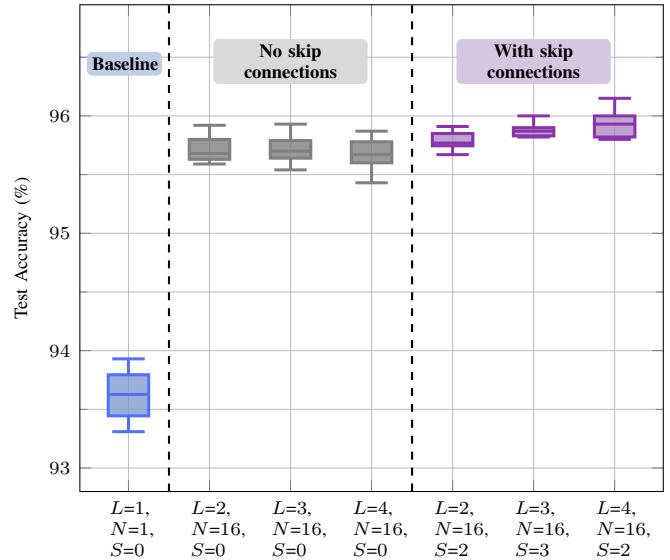 Baseline
No skip
connections
With skip
connections
Test Accuracy (%)
96
95
94
93
L=1,
N=1,
S=0
L=2,
N=16,
S=0
L=3,
N=16,
S=0
L=4,
N=16,
S=0
L=2,
N=16,
S=2
L=3,
N=16,
S=3
L=4,
N=16,
S=2